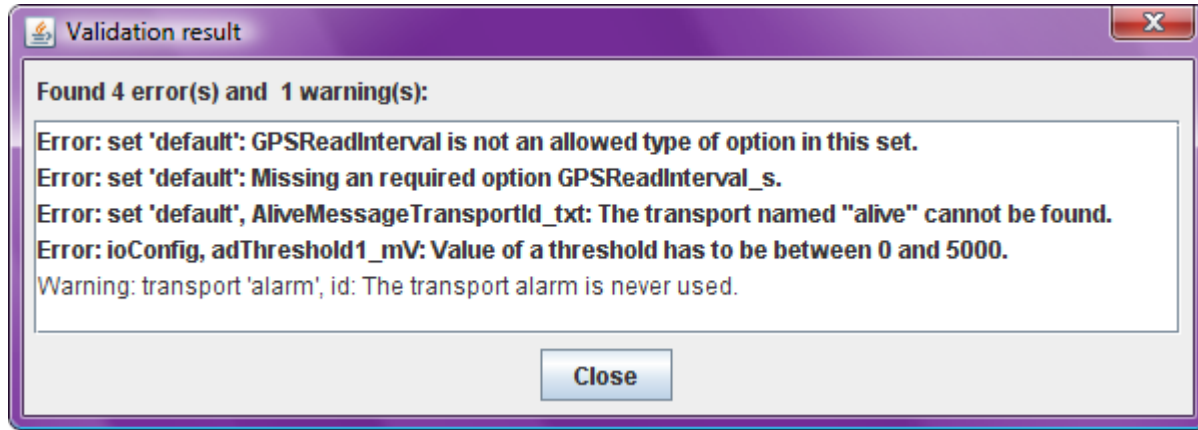 Validation result
Found 4 error(s) and  1 warning(s):
Error: set 'default': GPSReadInterval is not an allowed type of option in this set.
Error: set 'default': Missing an required option GPSReadInterval_s.
Error: set 'default', AliveMessageTransportId_txt: The transport named "alive" cannot be found.
Error: ioConfig, adThreshold1_mV: Value of a threshold has to be between 0 and 5000.
Warning: transport 'alarm', id: The transport alarm is never used.
Close